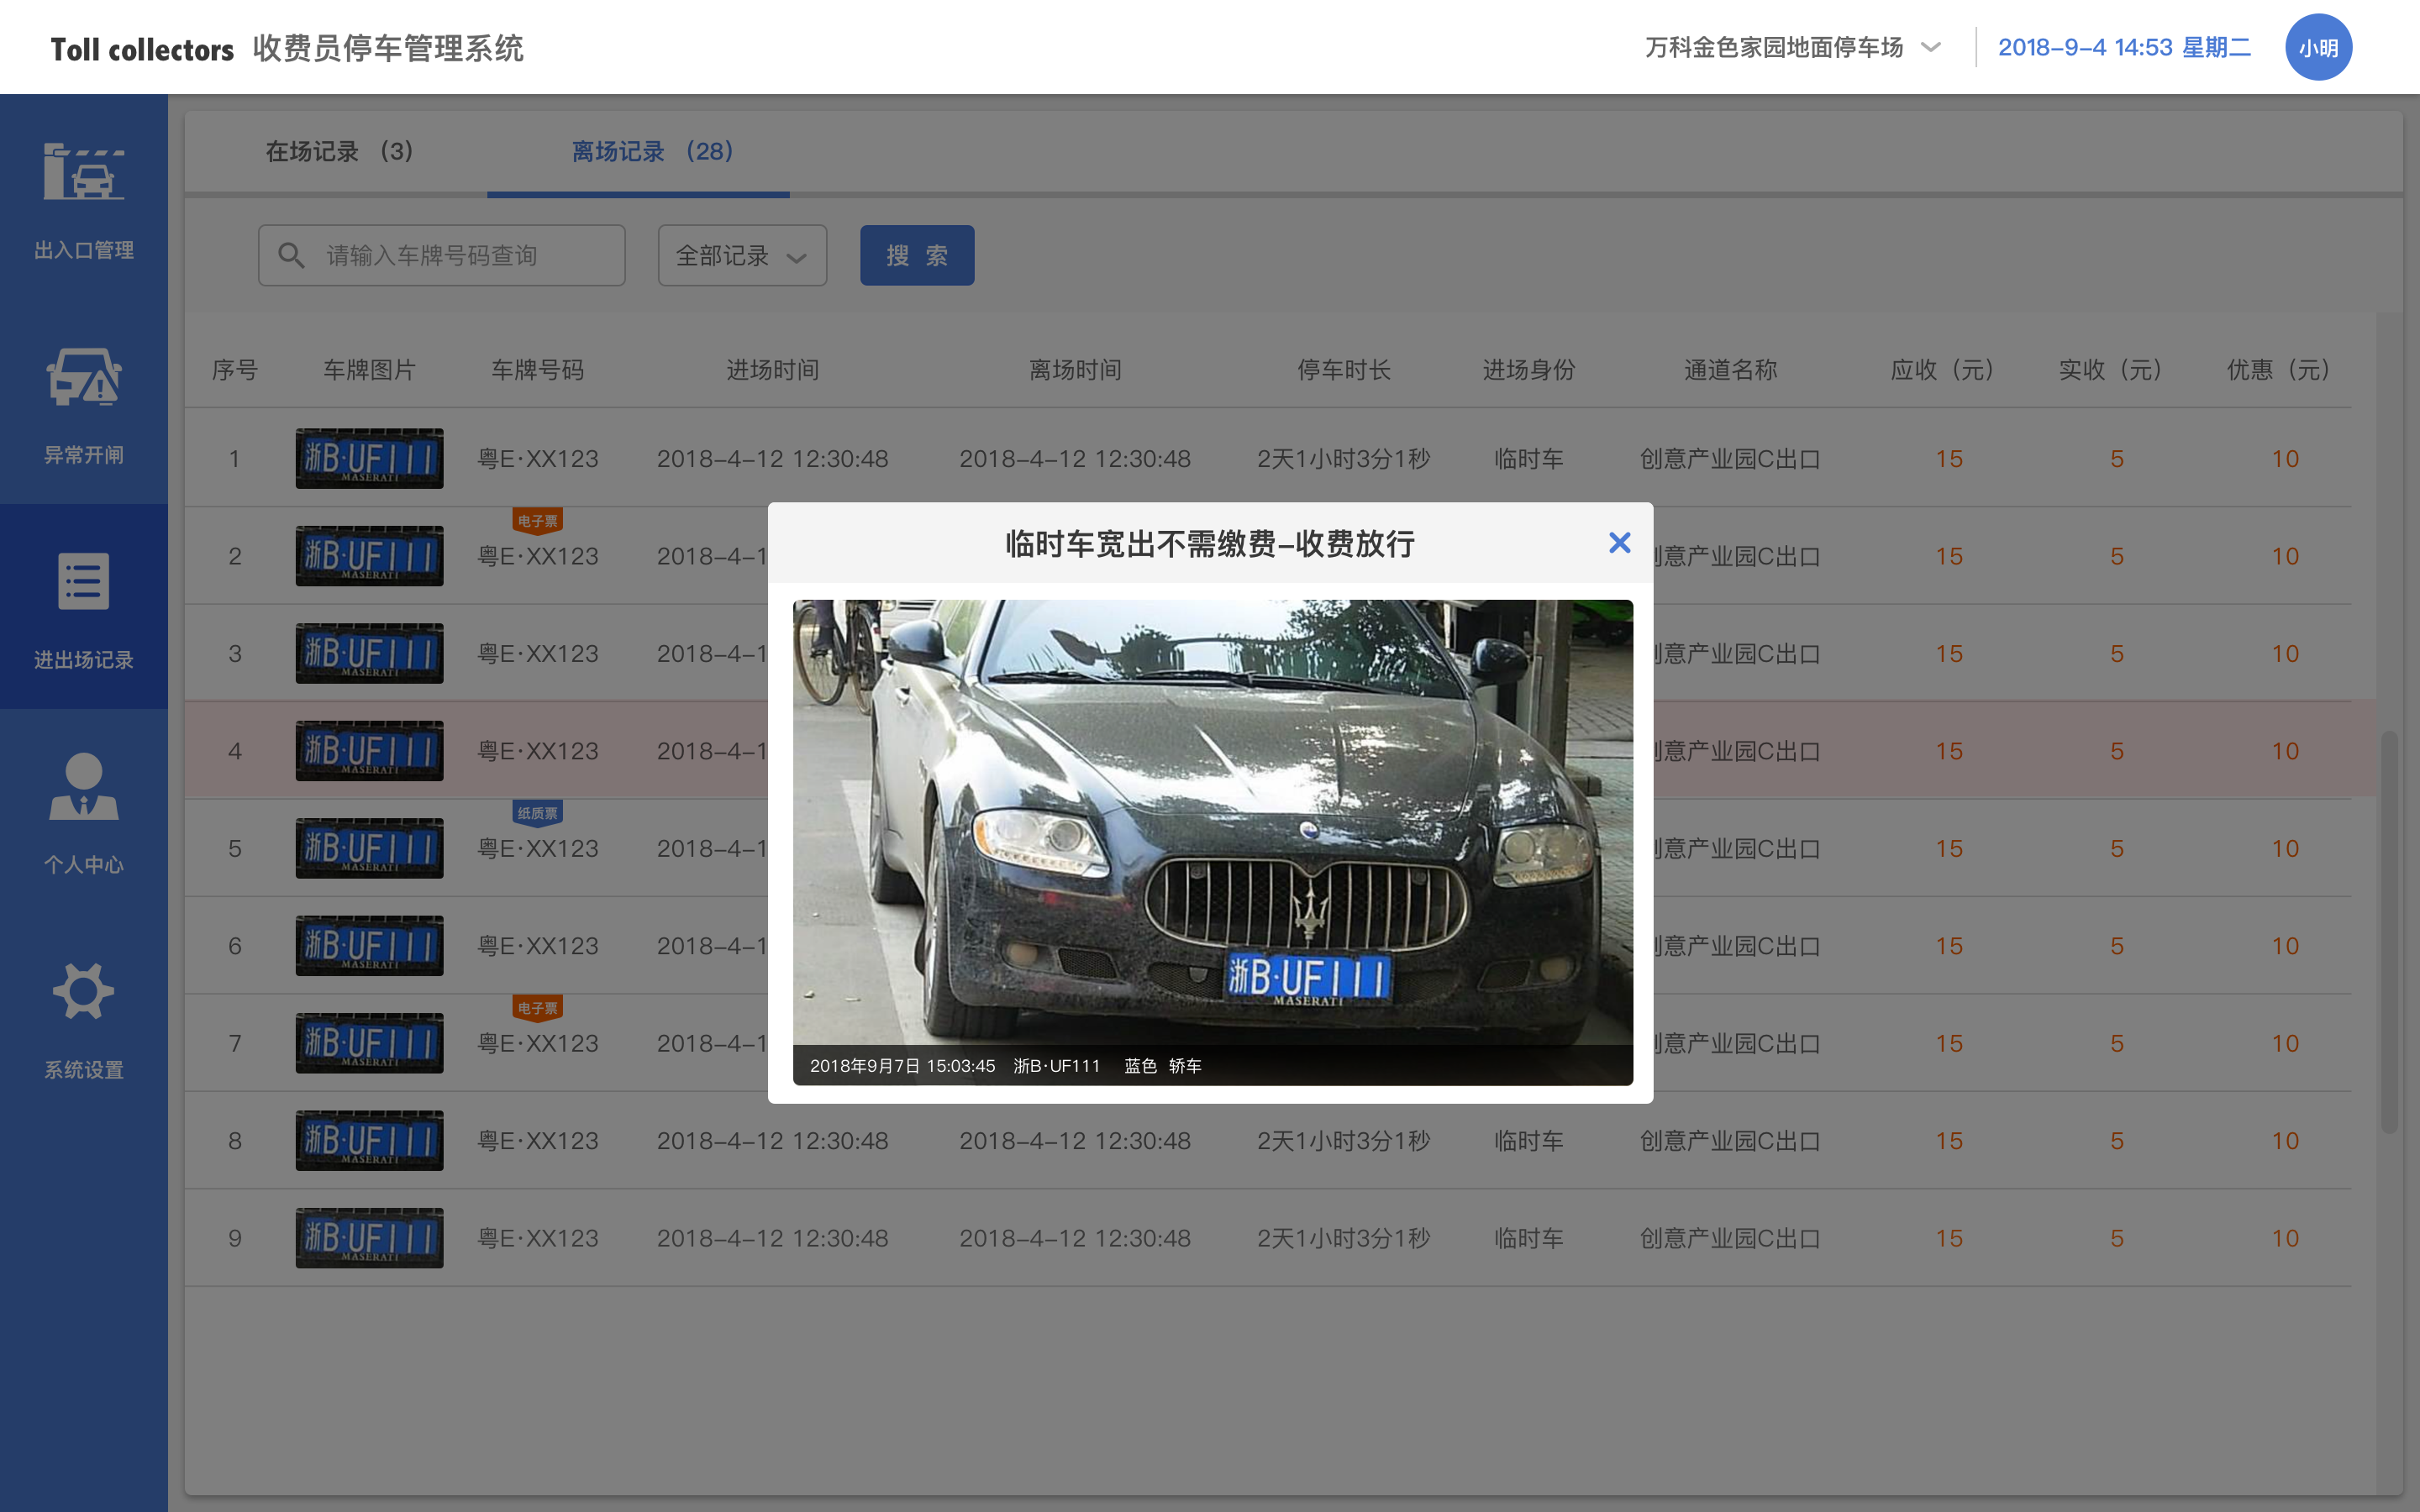 Toll collectors 收费员停车管理系统
万科金色家园地面停车场 2018-9-4 14:53 星期二 小明
出入口管理
异常开闸
进出场记录
个人中心
系统设置
在场记录 （3） 离场记录 （28）
请输入车牌号码查询 全部记录 搜 索
序号 车牌图片 车牌号码 进场时间 离场时间 停车时长 进场身份 通道名称 应收（元） 实收（元） 优惠（元）
1 浙B·UF111 粤E·XX123 2018-4-12 12:30:48 2018-4-12 12:30:48 2天1小时3分1秒 临时车 创意产业园C出口 15 5 10
电子票
2 浙B·UF111 MASERATI 粤E·XX123 2018-4-1 意产业园C出口 15 5 10
3 浙B·UF111 MASERATI 粤E·XX123 2018-4-1 意产业园C出口 15 5 10
4 浙B·UF111 MASERATI 粤E·XX123 2018-4-1 意产业园C出口 15 5 10
纸质票
5 浙B·UF111 MASERATI 粤E·XX123 2018-4-1 意产业园C出口 15 5 10
6 浙B·UF111 MASERATI 粤E·XX123 2018-4-1 意产业园C出口 15 5 10
电子票
7 浙B·UF111 MASERATI 粤E·XX123 2018-4-1 意产业园C出口 15 5 10
8 浙B·UF111 MASERATI 粤E·XX123 2018-4-12 12:30:48 2018-4-12 12:30:48 2天1小时3分1秒 临时车 创意产业园C出口 15 5 10
9 浙B·UF111 MASERATI 粤E·XX123 2018-4-12 12:30:48 2018-4-12 12:30:48 2天1小时3分1秒 临时车 创意产业园C出口 15 5 10
临时车宽出不需缴费-收费放行
浙B·UF111
MASERATI
2018年9月7日 15:03:45 浙B·UF111 蓝色 轿车